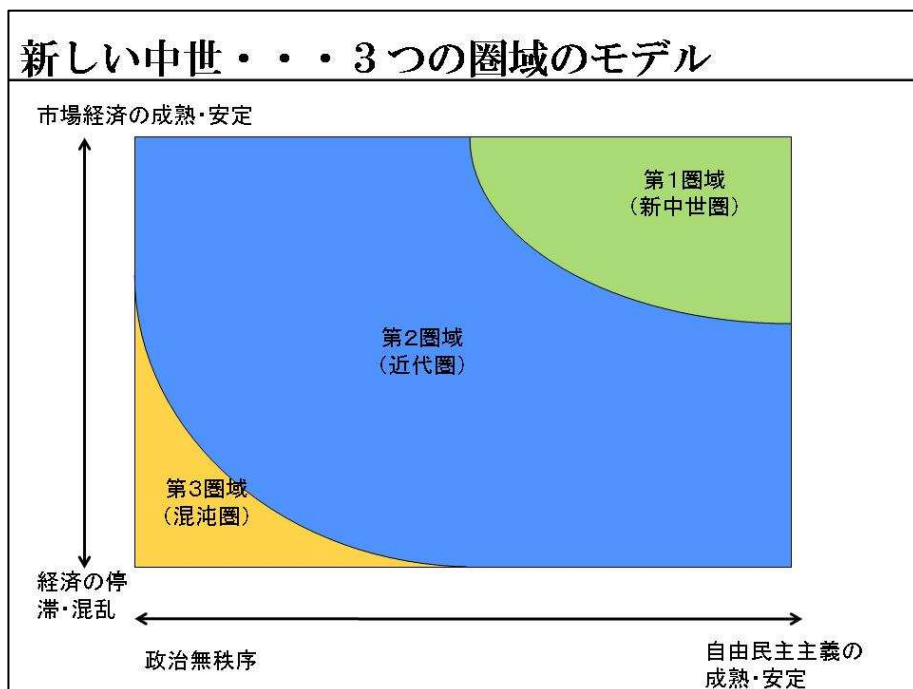 新しい中世・・・３つの圏域のモデル
市場経済の成熟・安定
第１圏域
（新中世圏）
第２圏域
（近代圏）
第３圏域
（混沌圏）
経済の停
滞・混乱
政治無秩序
自由民主主義の
成熟・安定